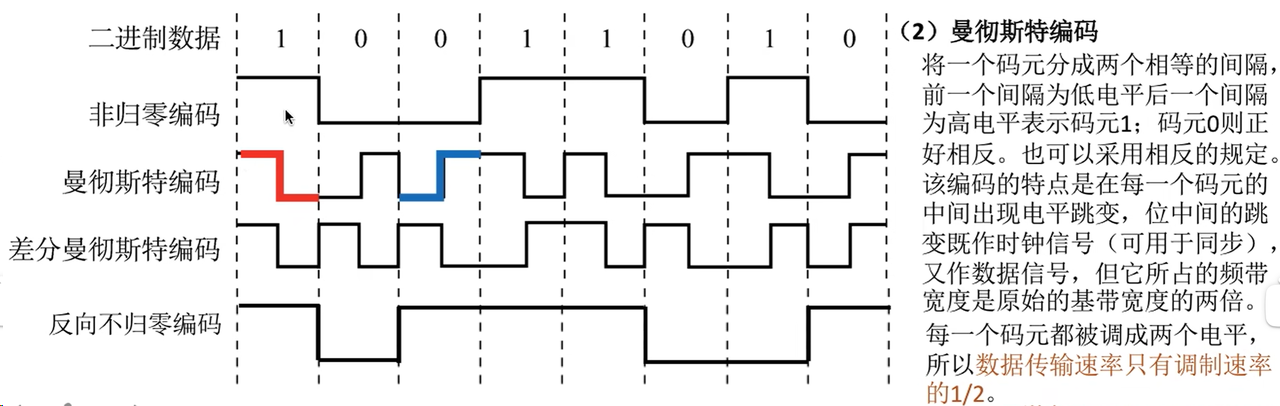 二进制数据 1 0 0 1 1 0 1 0
非归零编码
曼彻斯特编码
差分曼彻斯特编码
反向不归零编码
（2）曼彻斯特编码
将一个码元分成两个相等的间隔，
前一个间隔为低电平后一个间隔
为高电平表示码元1；码元0则正
好相反。也可以采用相反的规定。
该编码的特点是在每一个码元的
中间出现电平跳变，位中间的跳
变既作时钟信号（可用于同步），
又作数据信号，但它所占的频带
宽度是原始的基带宽度的两倍。
每一个码元都被调成两个电平，
所以数据传输速率只有调制速率
的1/2。